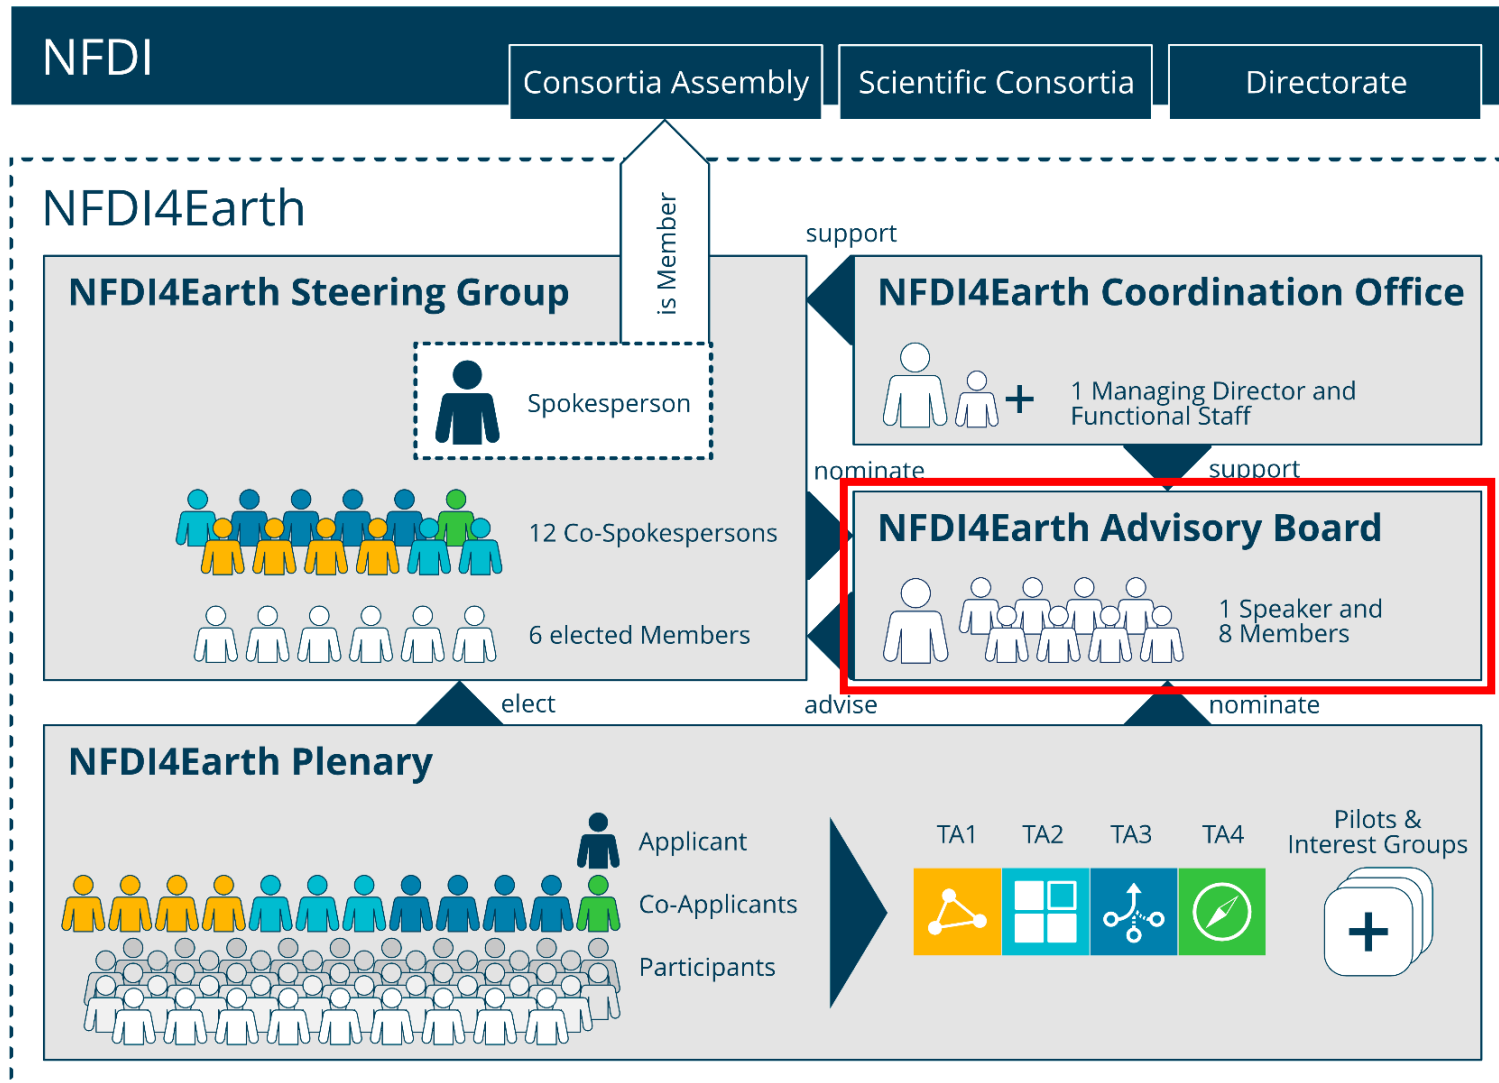 NFDI
Consortia Assembly
Scientific Consortia
Directorate
NFDI4Earth
is Member
support
NFDI4Earth Steering Group
NFDI4Earth Coordination Office
Spokesperson
1 Managing Director and
Functional Staff
+
nominate
support
12 Co-Spokespersons
NFDI4Earth Advisory Board
6 elected Members
1 Speaker and
8 Members
elect
advise
nominate
NFDI4Earth Plenary
Applicant
Co-Applicants
Participants
TA1
TA2
TA3
TA4
Pilots &
Interest Groups
+